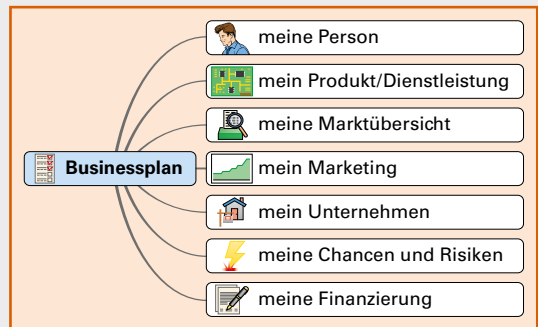 meine Person
mein Produkt/Dienstleistung
meine Marktübersicht
Businessplan
mein Marketing
mein Unternehmen
meine Chancen und Risiken
meine Finanzierung